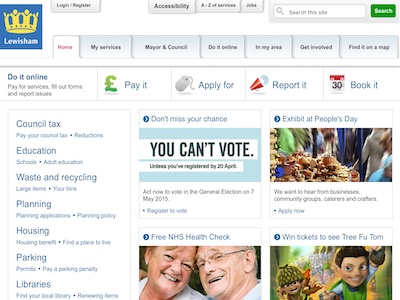 Login / Register
Accessibility
A - Z of services
Jobs
Search this site
Search
Lewisham
Home
My services
Mayor & Council
Do it online
In my area
Get involved
Find it on a map
Do it online
Pay for services, fill out forms
and report issues
£ Pay it
Apply for
Report it
30 Book it
Council tax
Pay your council tax • Reductions
Education
Schools • Adult education
Waste and recycling
Large items • Your bins
Planning
Planning applications • Planning policy
Housing
Housing benefit • Find a place to live
Parking
Permits • Pay a parking penalty
Libraries
Find your local library • Renewing items
Don't miss your chance
YOU CAN'T VOTE.
Unless you've registered by 20 April.
Act now to vote in the General Election on 7
May 2015.
• Register to vote
Exhibit at People's Day
We want to hear from businesses,
community groups, caterers and crafters.
• Apply now
Free NHS Health Check
Win tickets to see Tree Fu Tom